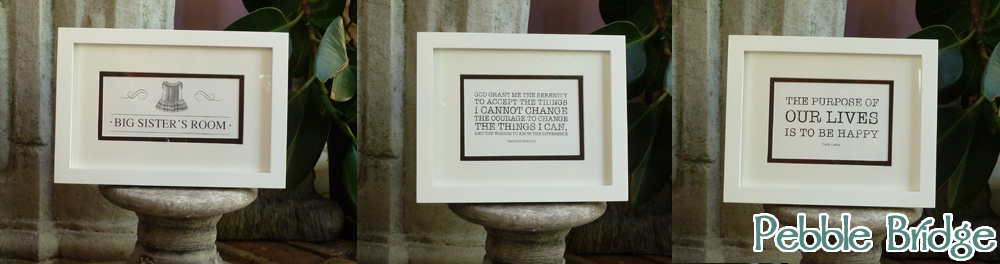 · BIG SISTER'S ROOM ·
GOD GRANT ME THE SERENITY
TO ACCEPT THE THINGS
I CANNOT CHANGE
THE COURAGE TO CHANGE
THE THINGS I CAN,
AND THE WISDOM TO KNOW THE DIFFERENCE
THE PURPOSE OF
OUR LIVES
IS TO BE HAPPY
Pebble Bridge